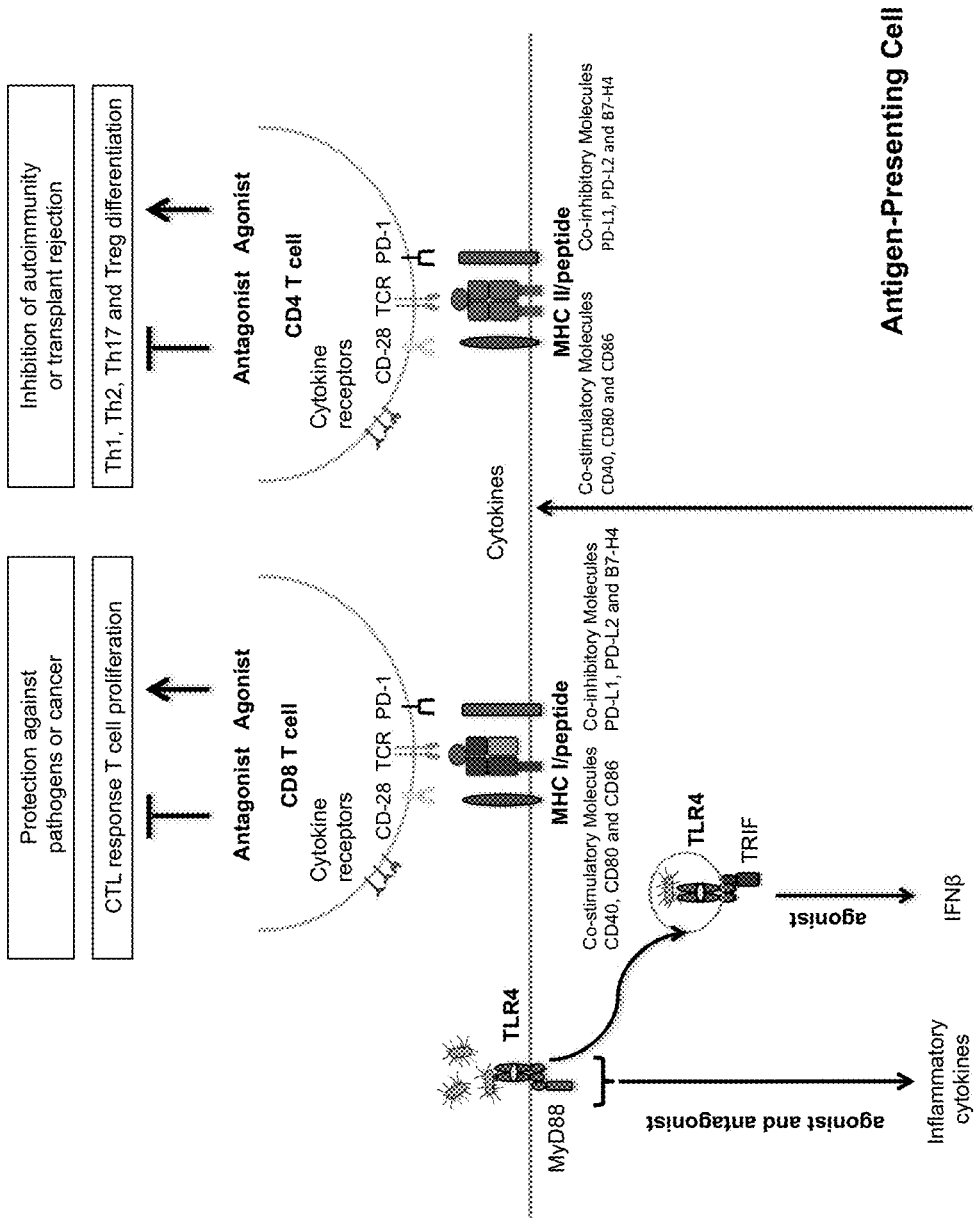 Protection against
pathogens or cancer
CTL response T cell proliferation
Antagonist Agonist
CD8 T cell
Cytokine
receptors
CD-28 TCR PD-1
MHC I/peptide
Co-stimulatory Molecules
CD40, CD80 and CD86
Co-inhibitory Molecules
PD-L1, PD-L2 and B7-H4
Inhibition of autoimmunity
or transplant rejection
Th1, Th2, Th17 and Treg differentiation
Antagonist Agonist
CD4 T cell
Cytokine
receptors
CD-28 TCR PD-1
MHC II/peptide
Co-stimulatory Molecules
CD40, CD80 and CD86
Co-inhibitory Molecules
PD-L1, PD-L2 and B7-H4
Cytokines
TLR4
MyD88
agonist and antagonist
Inflammatory
cytokines
TLR4
TRIF
agonist
IFNβ
Antigen-Presenting Cell